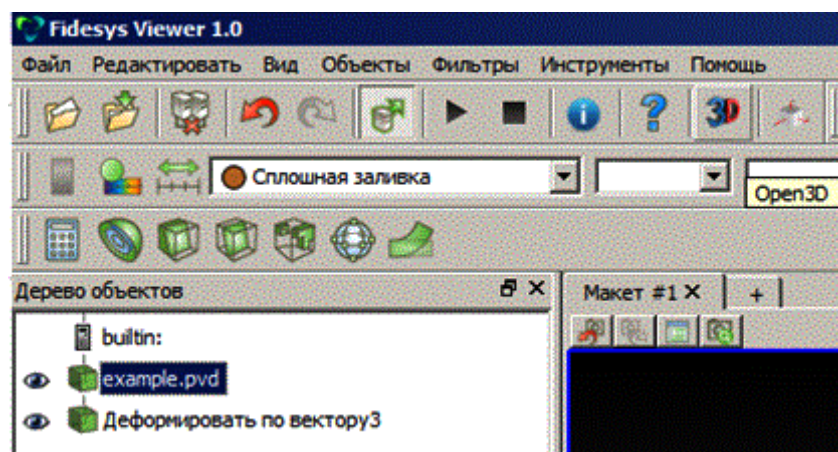 Fidesys Viewer 1.0
Файл Редактировать Вид Объекты Фильтры Инструменты Помощь
3D
Сплошная заливка
Open3D
Дерево объектов
Макет #1 X +
builtin:
example.pvd
Деформировать по вектору3